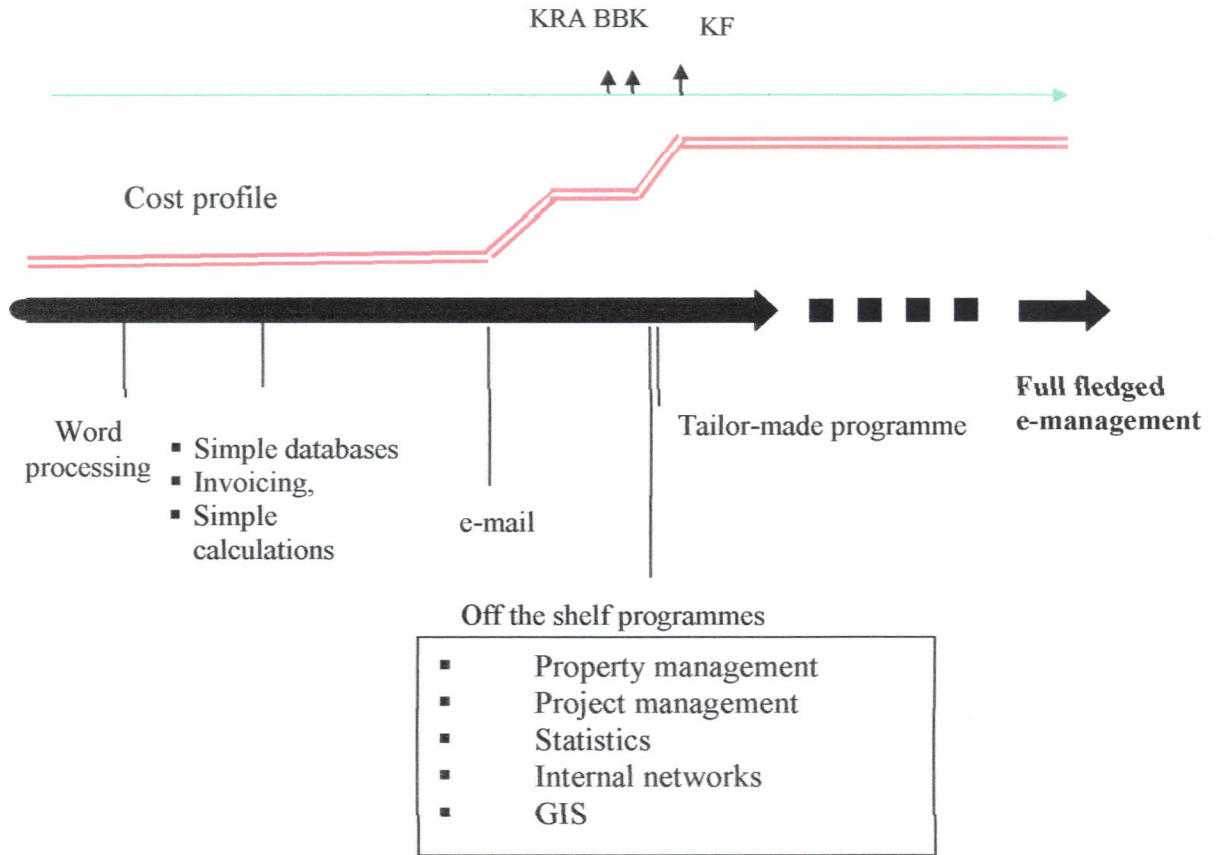 KRA BBK KF
Cost profile
Full fledged
e-management
Word
processing
▪ Simple databases
▪ Invoicing,
▪ Simple
calculations
e-mail
Tailor-made programme
Off the shelf programmes
▪ Property management
▪ Project management
▪ Statistics
▪ Internal networks
▪ GIS